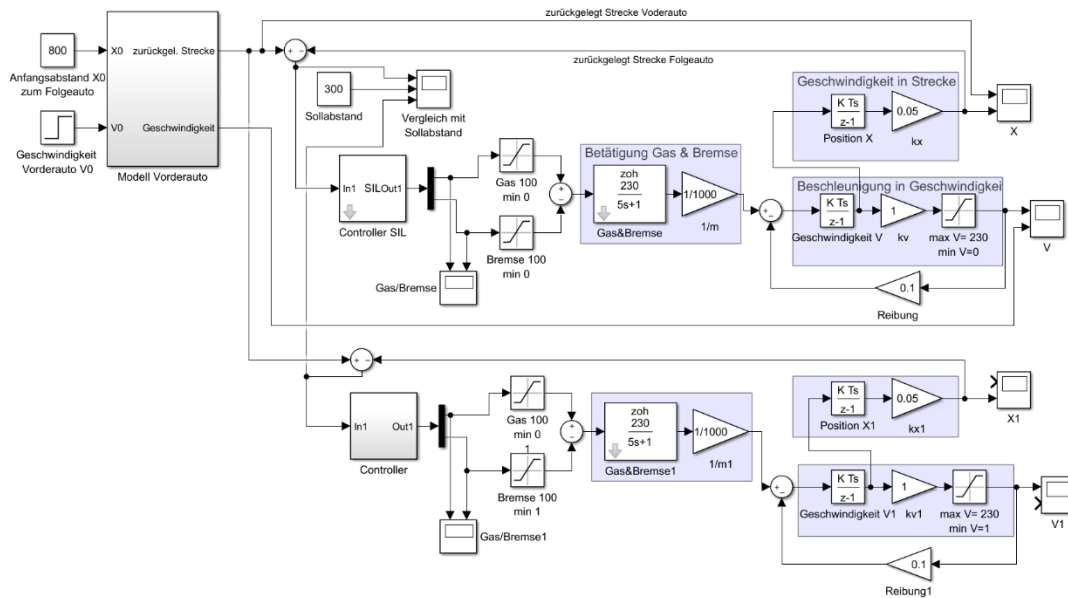 zurückgelegt Strecke Voderauto
800
X0
zurückgel. Strecke
Anfangsabstand X0
zum Folgeauto
V0
Geschwindigkeit
Geschwindigkeit
Vorderauto V0
Modell Vorderauto
zurückgelegt Strecke Folgeauto
300
Sollabstand
Vergleich mit
Sollabstand
Geschwindigkeit in Strecke
K Ts
z-1
Position X
0.05
kx
X
In1
SILOut1
Controller SIL
Gas 100
min 0
Bremse 100
min 0
Gas/Bremse
Betätigung Gas & Bremse
zoh
230
5s+1
Gas&Bremse
1/1000
1/m
Beschleunigung in Geschwindigkei
K Ts
z-1
Geschwindigkeit V
1
kv
max V= 230
min V=0
V
0.1
Reibung
In1
Out1
Controller
Gas 100
min 0
1
Bremse 100
min 1
Gas/Bremse1
zoh
230
5s+1
Gas&Bremse1
1/1000
1/m1
K Ts
z-1
Position X1
0.05
kx1
X1
K Ts
z-1
Geschwindigkeit V1
1
kv1
max V= 230
min V=1
V1
0.1
Reibung1